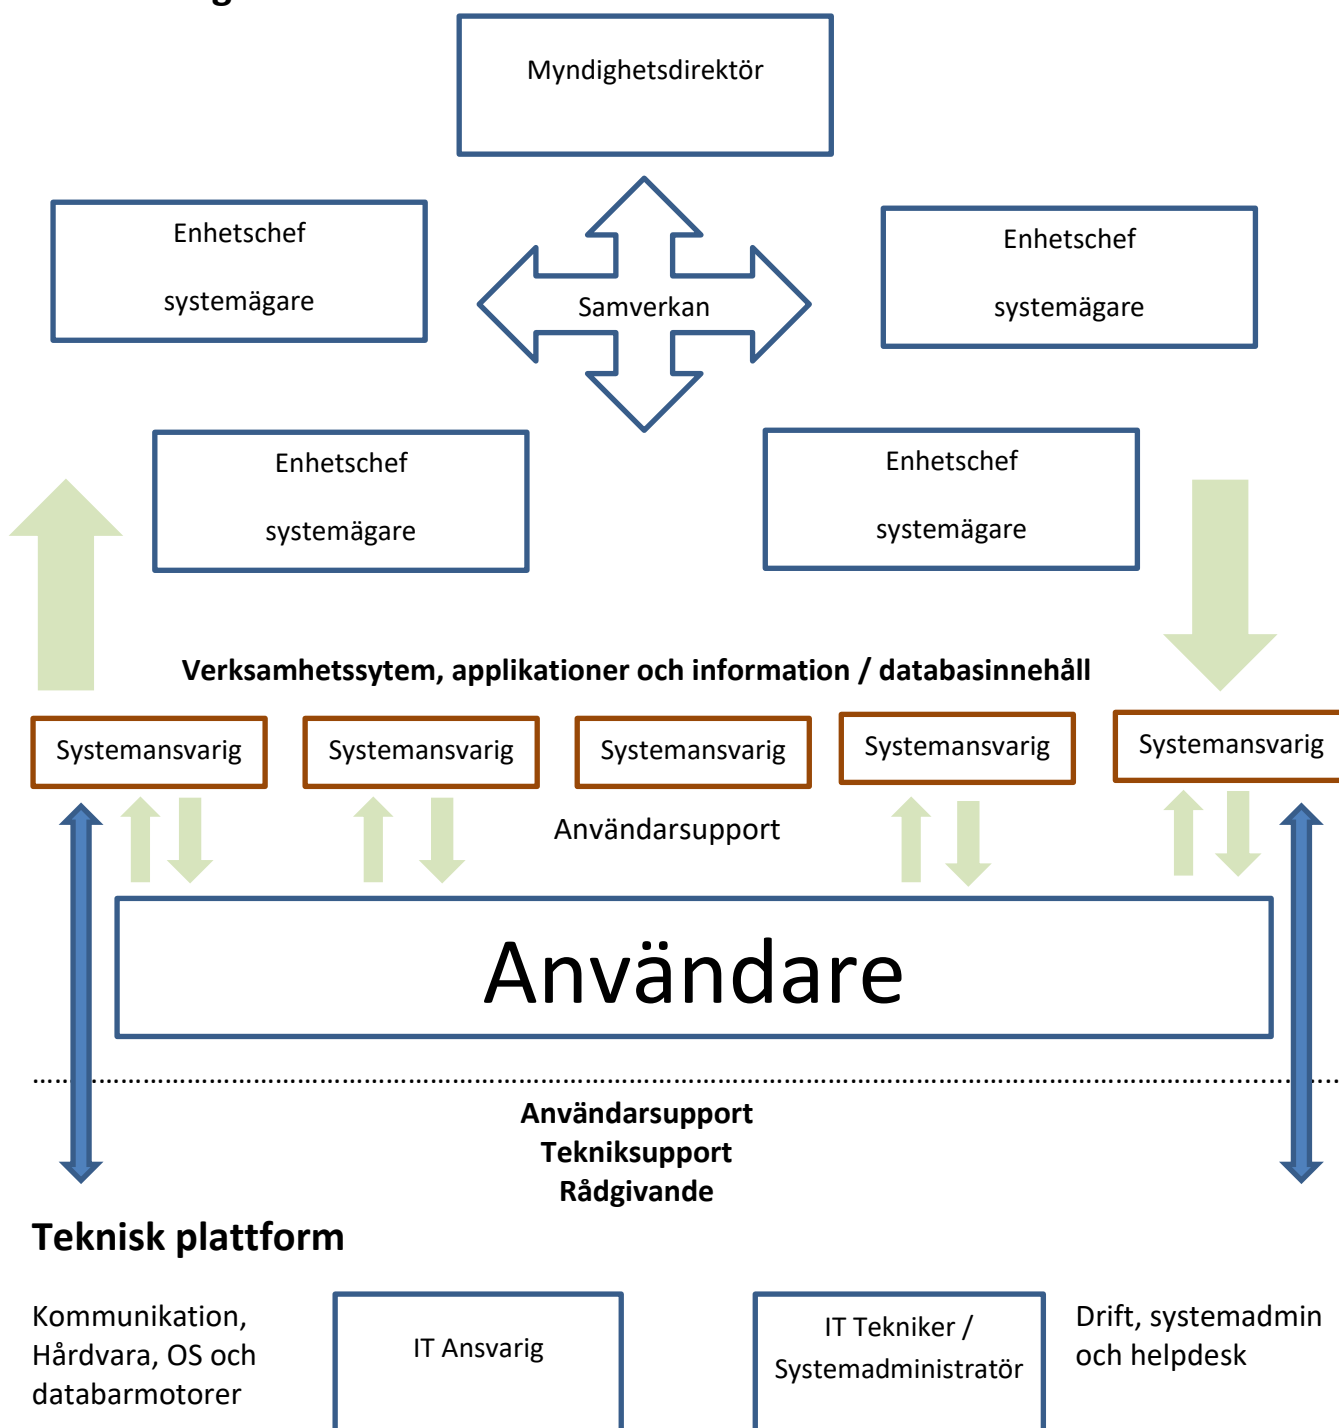 Myndighetsdirektör
Enhetschef
systemägare
Enhetschef
systemägare
Samverkan
Enhetschef
systemägare
Enhetschef
systemägare
Verksamhetssytem, applikationer och information / databasinnehåll
Systemansvarig
Systemansvarig
Systemansvarig
Systemansvarig
Systemansvarig
Användarsupport
Användare
Användarsupport
Tekniksupport
Rådgivande
Teknisk plattform
Kommunikation,
Hårdvara, OS och
databarmotorer
IT Ansvarig
IT Tekniker /
Systemadministratör
Drift, systemadmin
och helpdesk